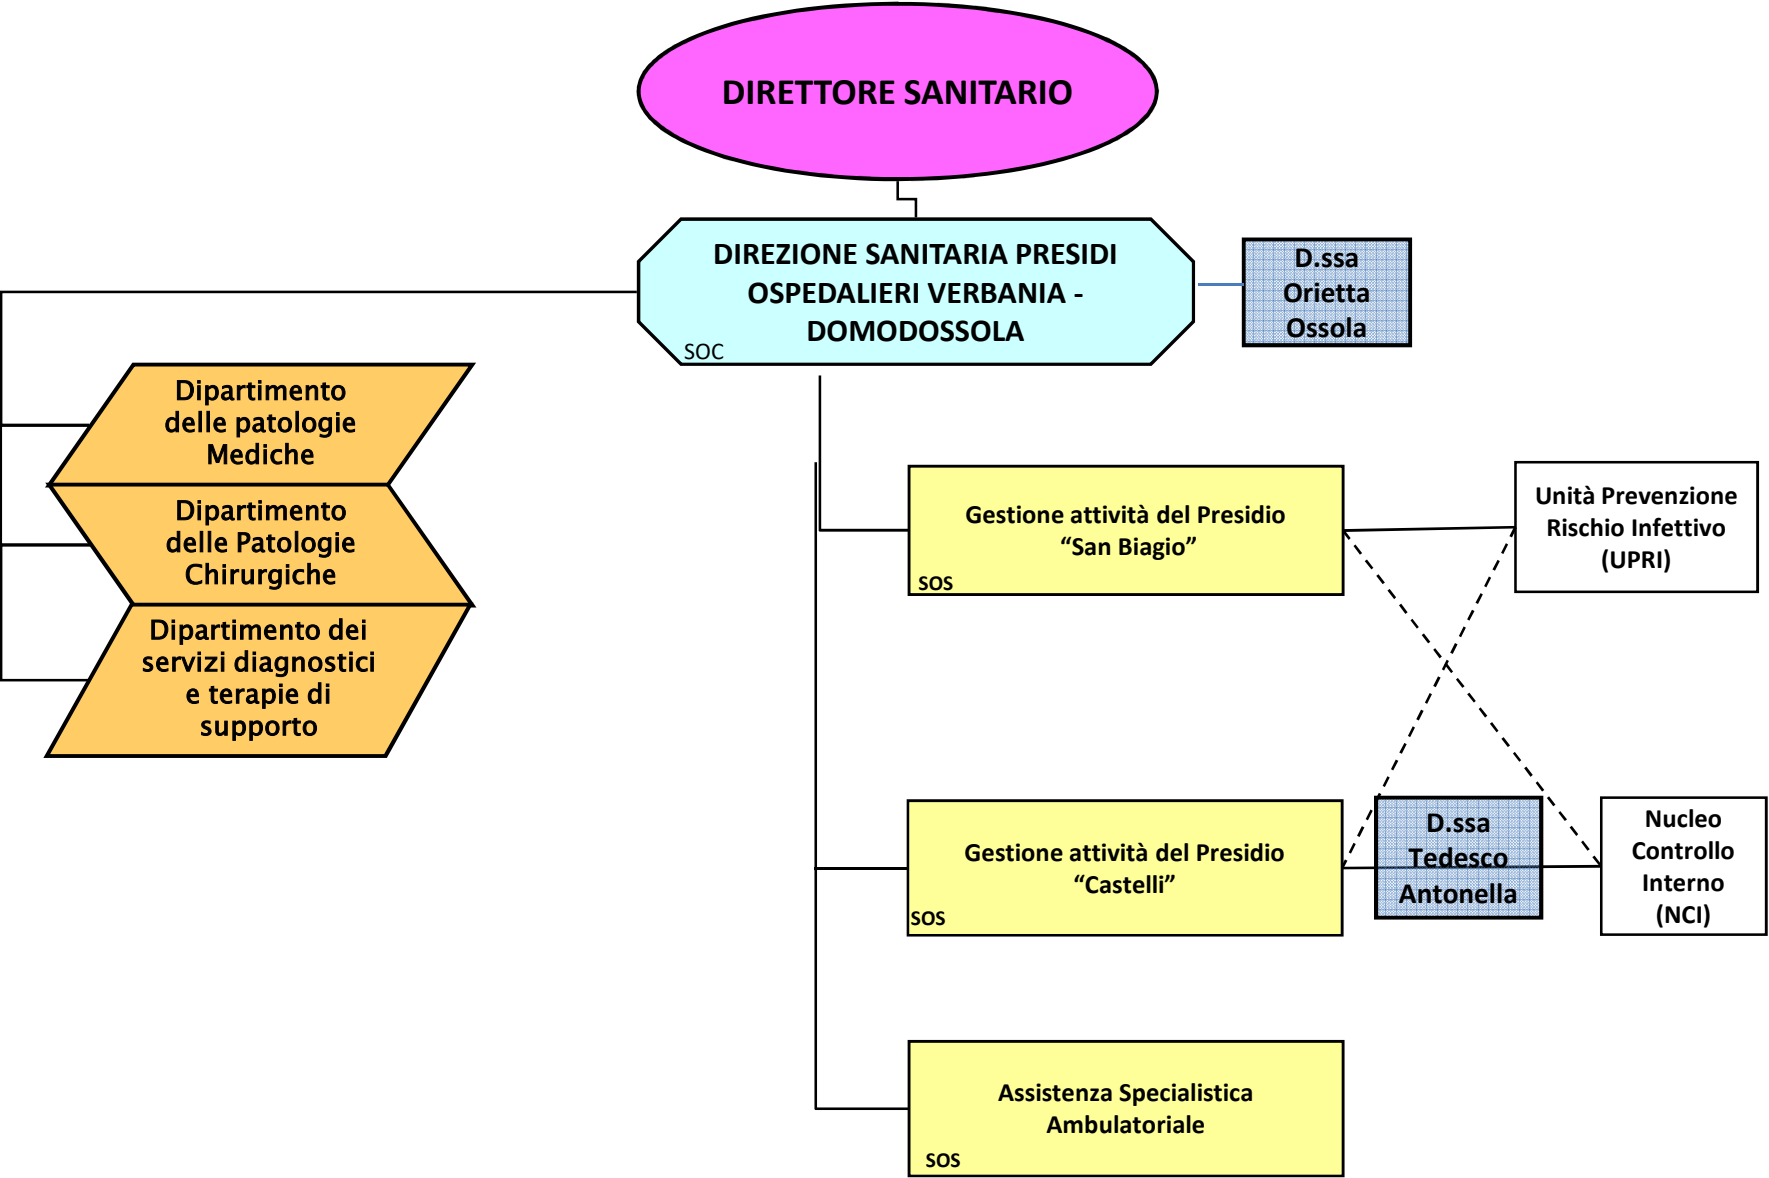 DIRETTORE SANITARIO
DIREZIONE SANITARIA PRESIDI
OSPEDALIERI VERBANIA -
DOMODOSSOLA
SOC
D.ssa
Orietta
Ossola
Dipartimento
delle patologie
Mediche
Dipartimento
delle Patologie
Chirurgiche
Dipartimento dei
servizi diagnostici
e terapie di
supporto
Gestione attività del Presidio
“San Biagio”
SOS
Unità Prevenzione
Rischio Infettivo
(UPRI)
Gestione attività del Presidio
“Castelli”
SOS
D.ssa
Tedesco
Antonella
Nucleo
Controllo
Interno
(NCI)
Assistenza Specialistica
Ambulatoriale
SOS